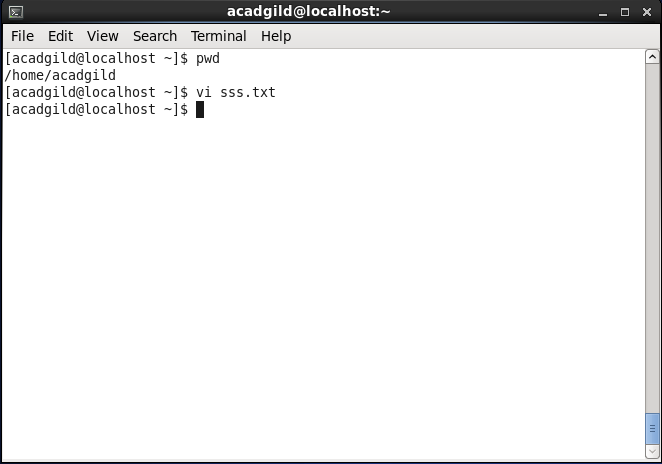 acadgild@localhost:~
File Edit View Search Terminal Help
[acadgild@localhost ~]$ pwd
/home/acadgild
[acadgild@localhost ~]$ vi sss.txt
[acadgild@localhost ~]$